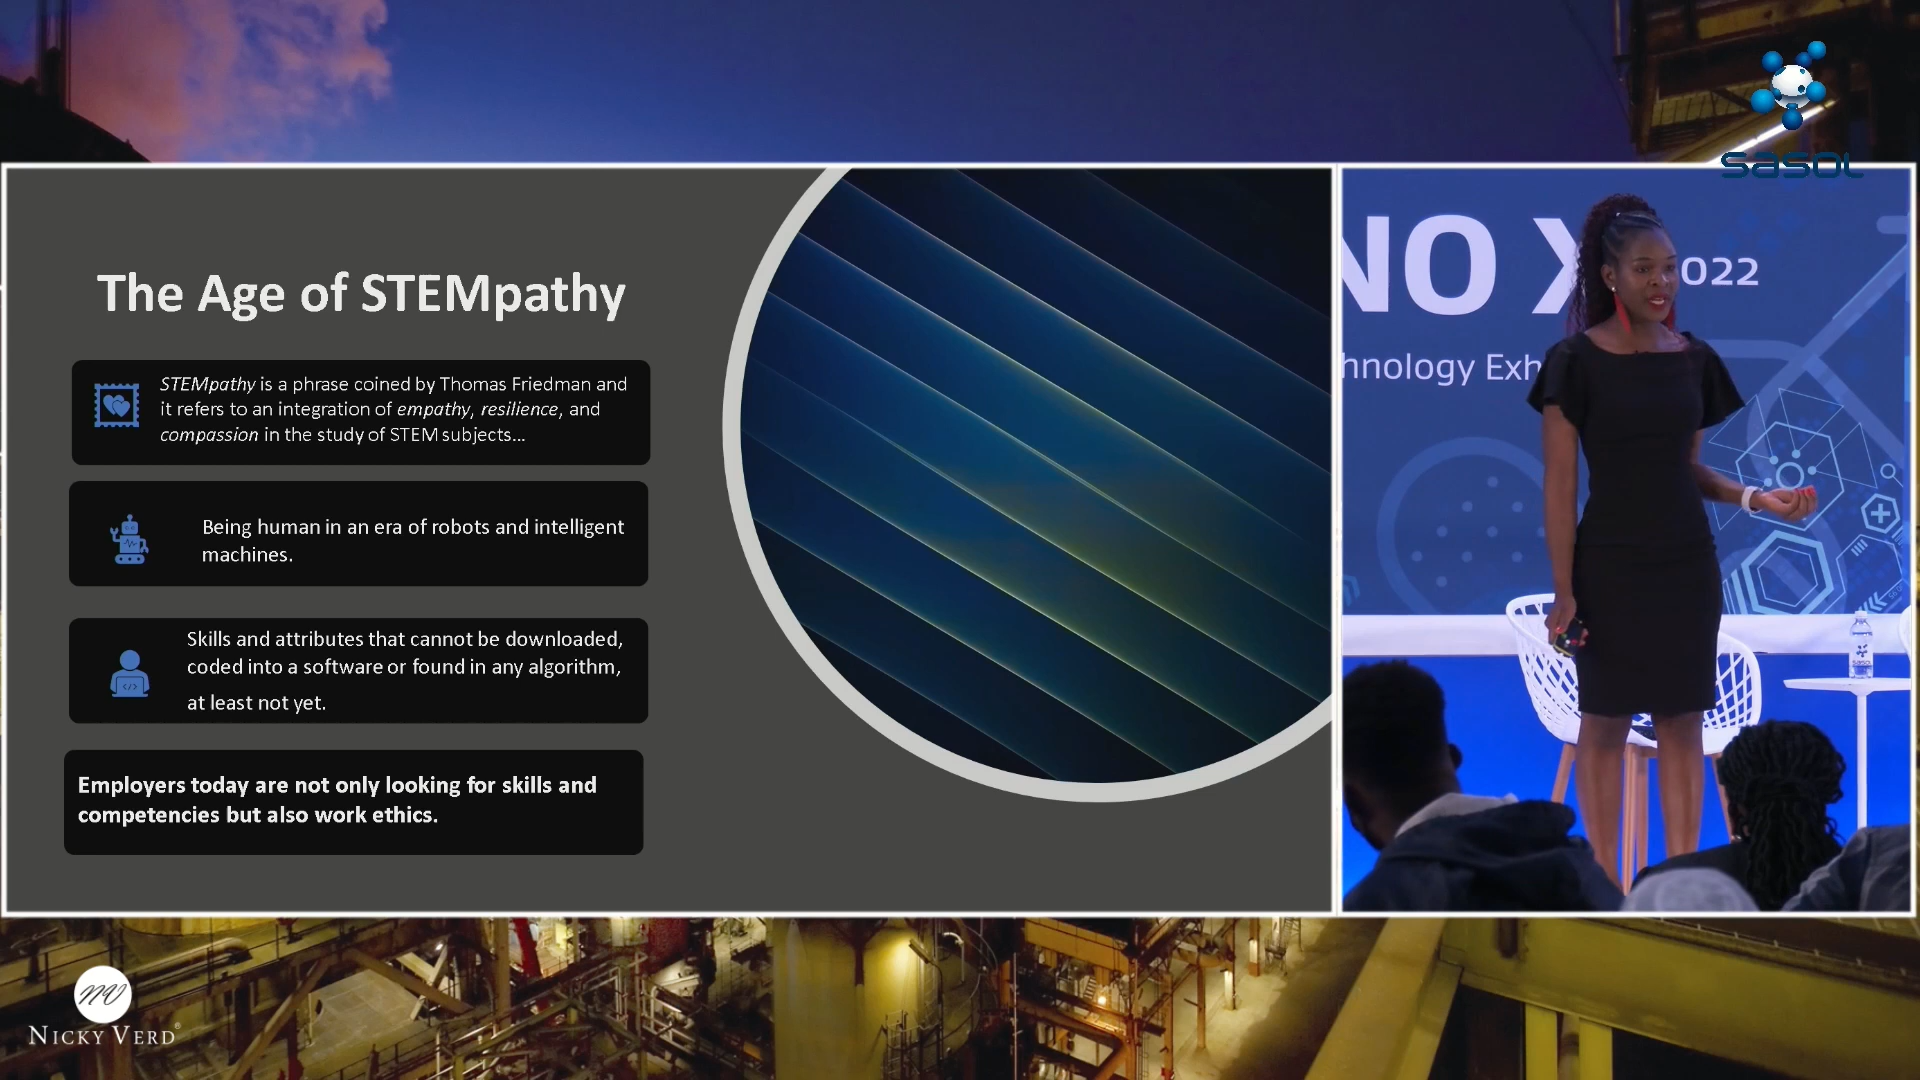 SASOL
The Age of STEMpathy
STEMpathy is a phrase coined by Thomas Friedman and
it refers to an integration of empathy, resilience, and
compassion in the study of STEM subjects...
Being human in an era of robots and intelligent
machines.
Skills and attributes that cannot be downloaded,
coded into a software or found in any algorithm,
at least not yet.
Employers today are not only looking for skills and
competencies but also work ethics.
NO X 2022
hnology Exh
sasol
NV
NICKY VERD®